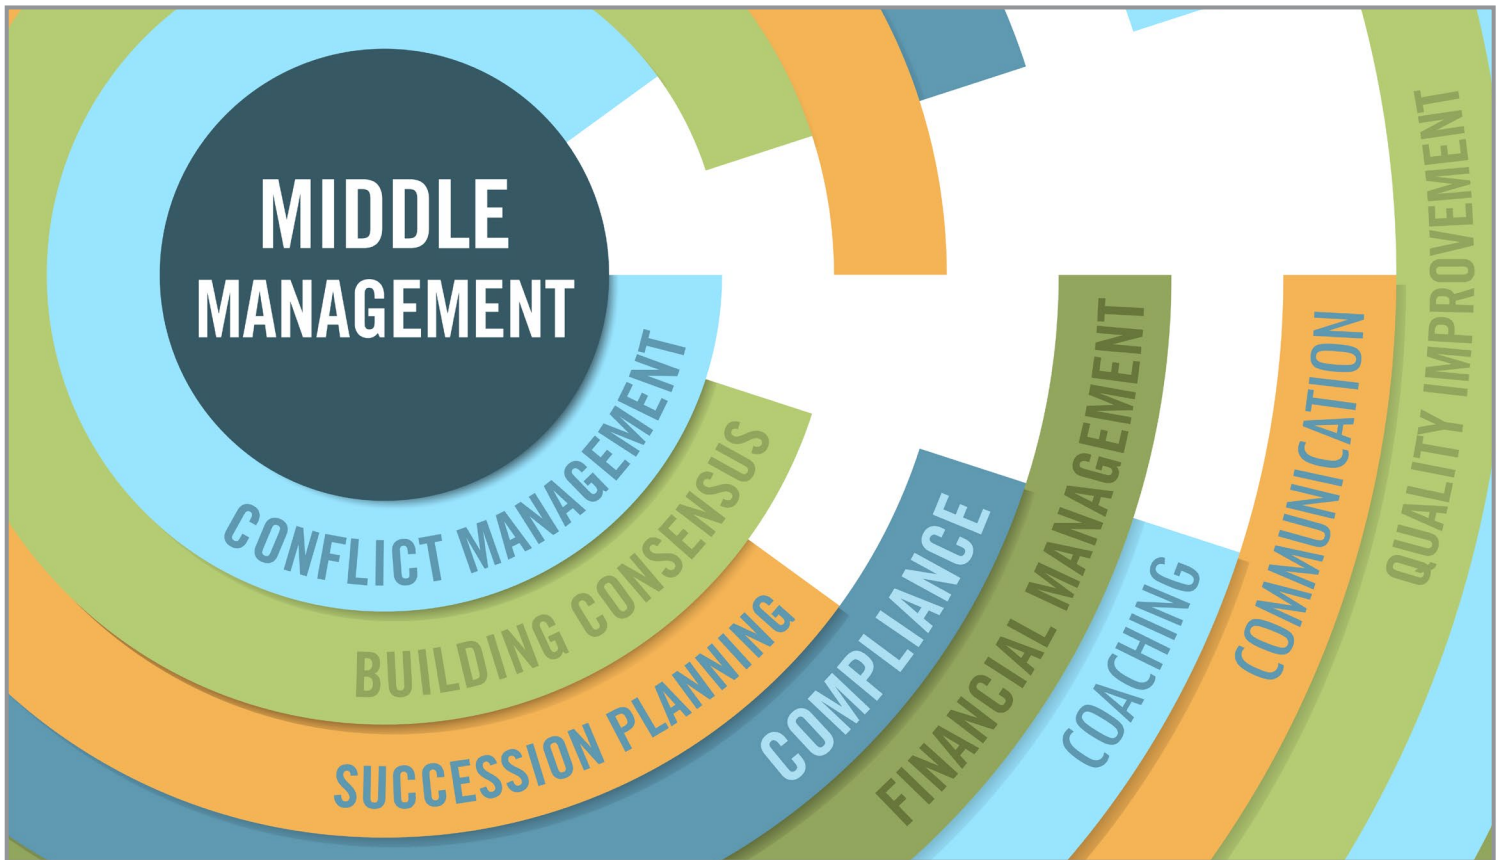 MIDDLE
MANAGEMENT
CONFLICT MANAGEMENT
BUILDING CONSENSUS
SUCCESSION PLANNING
COMPLIANCE
FINANCIAL MANAGEMENT
COACHING
COMMUNICATION
QUALITY IMPROVEMENT